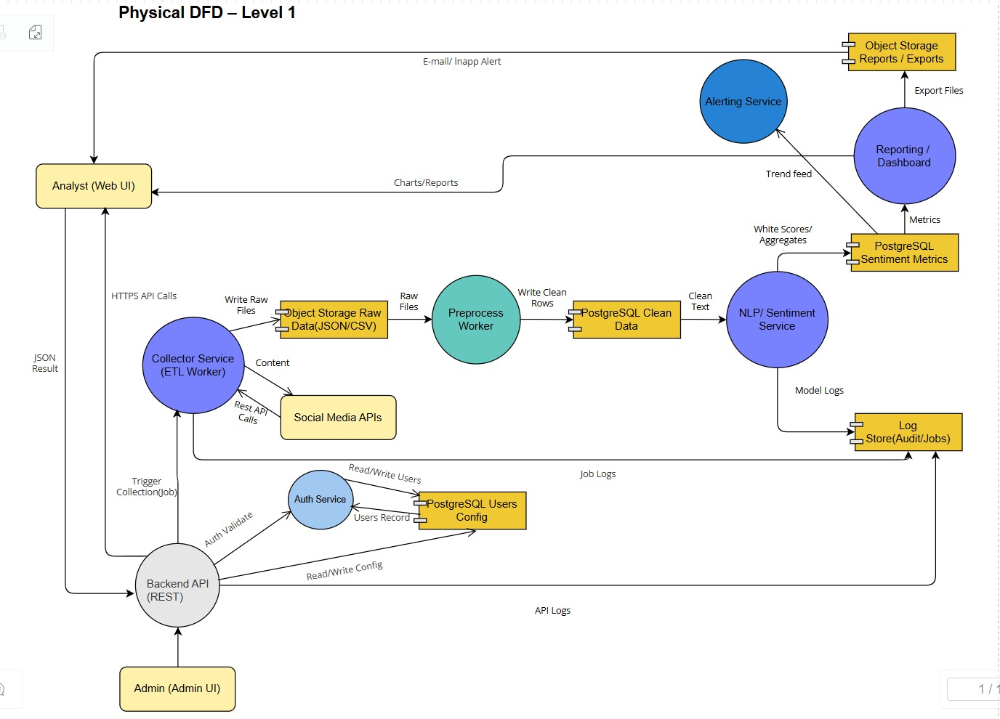 Physical DFD – Level 1
Object Storage
Reports / Exports
E-mail/ Inapp Alert
Export Files
Alerting Service
Reporting /
Dashboard
Trend feed
Analyst (Web UI)
Charts/Reports
Metrics
White Scores/
Aggregates
PostgreSQL
Sentiment Metrics
HTTPS API Calls
Write Raw
Files
Object Storage Raw
Data(JSON/CSV)
Raw
Files
Preprocess
Worker
Write Clean
Rows
PostgreSQL Clean
Data
Clean
Text
NLP/ Sentiment
Service
JSON
Result
Collector Service
(ETL Worker)
Content
Rest API
Calls
Social Media APIs
Model Logs
Log
Store(Audit/Jobs)
Job Logs
Trigger
Collection(Job)
Read/Write Users
Auth Service
PostgreSQL Users
Config
Users Record
Auth Validate
Read/Write Config
Backend API
(REST)
API Logs
Admin (Admin UI)
1 / 1